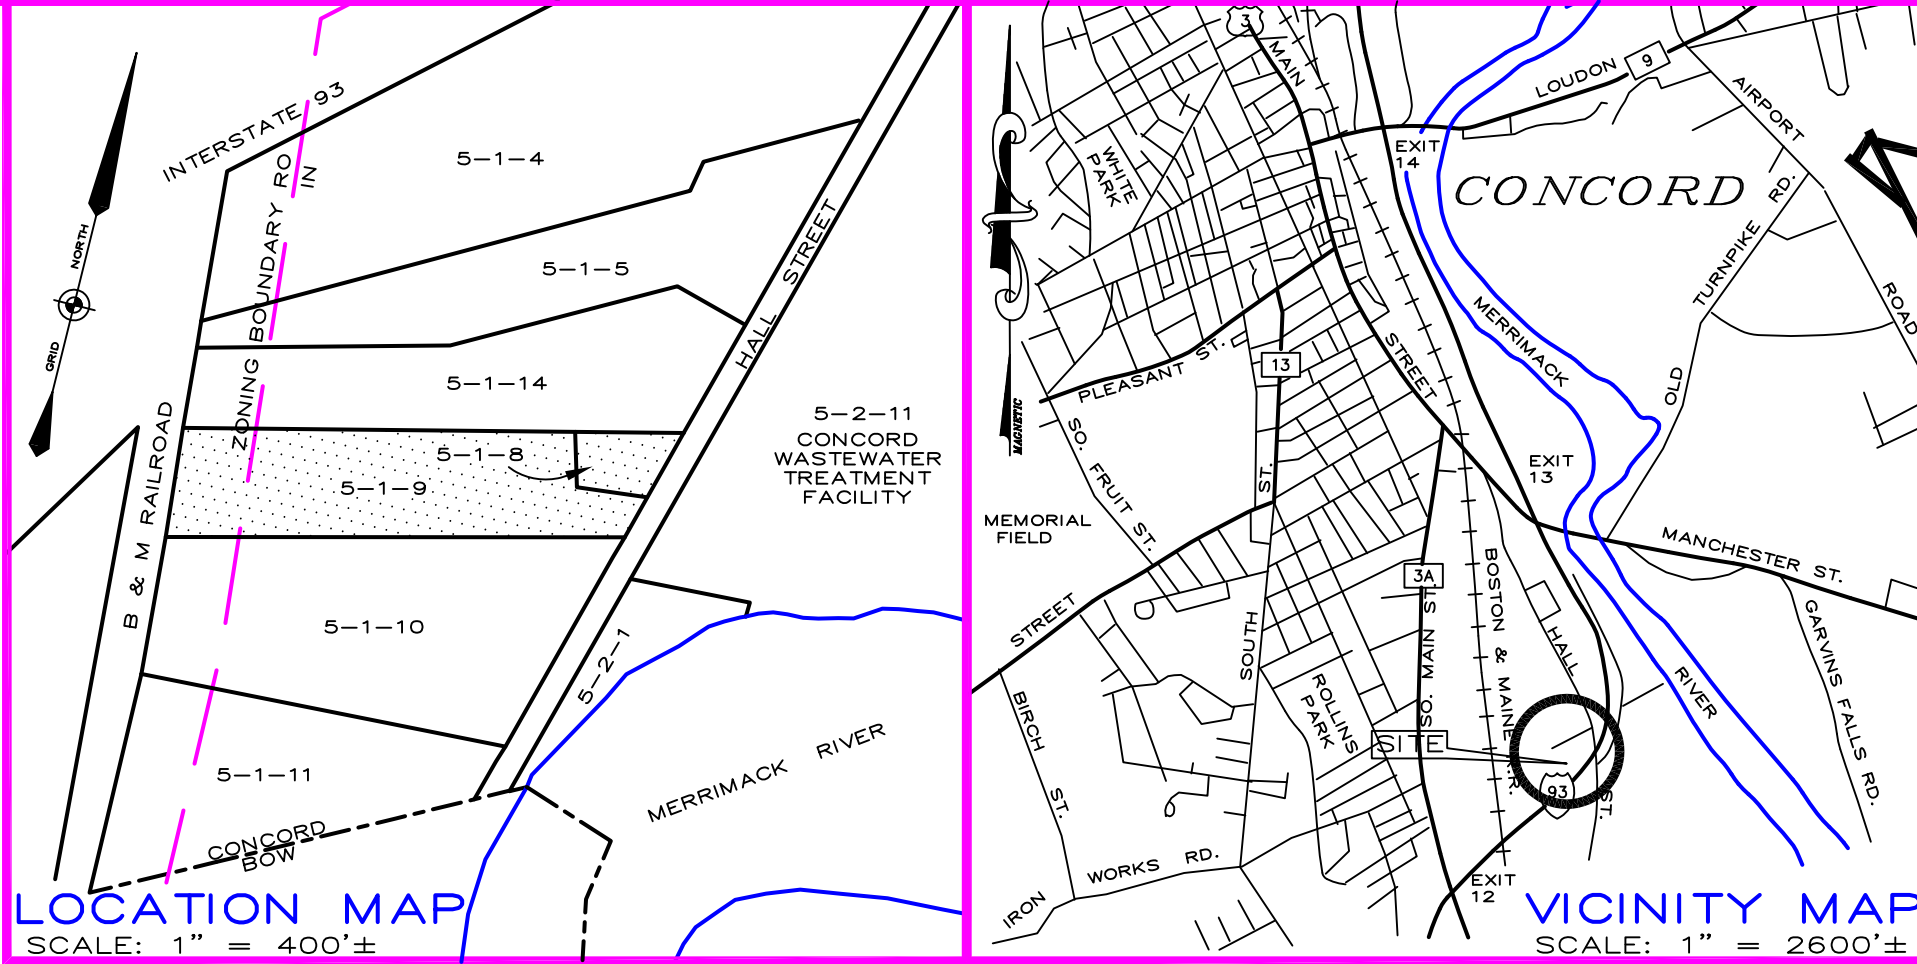 INTERSTATE 93
5-1-4
ZONING BOUNDARY RO
IN
5-1-5
HALL STREET
5-1-14
5-1-8
5-1-9
B & M RAILROAD
5-1-10
5-1-11
5-2-1
5-2-11
CONCORD
WASTEWATER
TREATMENT
FACILITY
NORTH
GRID
MERRIMACK RIVER
CONCORD
BOW
LOCATION MAP
SCALE: 1" = 400'±
3
MAIN
LOUDON
9
AIRPORT
ROAD
EXIT
14
CONCORD
WHITE
PARK
OLD TURNPIKE RD.
MERRIMACK
RIVER
STREET
PLEASANT ST.
13
MAGNETIC
SO. FRUIT ST.
MEMORIAL
FIELD
EXIT
13
MANCHESTER ST.
GARVINS FALLS RD.
3A
SO. MAIN ST.
BOSTON & MAINE R.R.
HALL
ST.
STREET
SOUTH
ST.
ROLLINS
PARK
BIRCH ST.
SITE
93
IRON WORKS RD.
EXIT
12
VICINITY MAP
SCALE: 1" = 2600'±